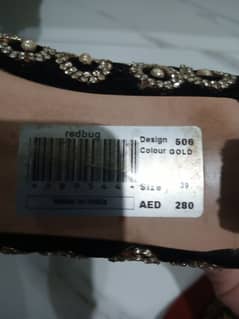 redbug
Design 506
Colour GOLD
Size 39
Made in India
AED 280